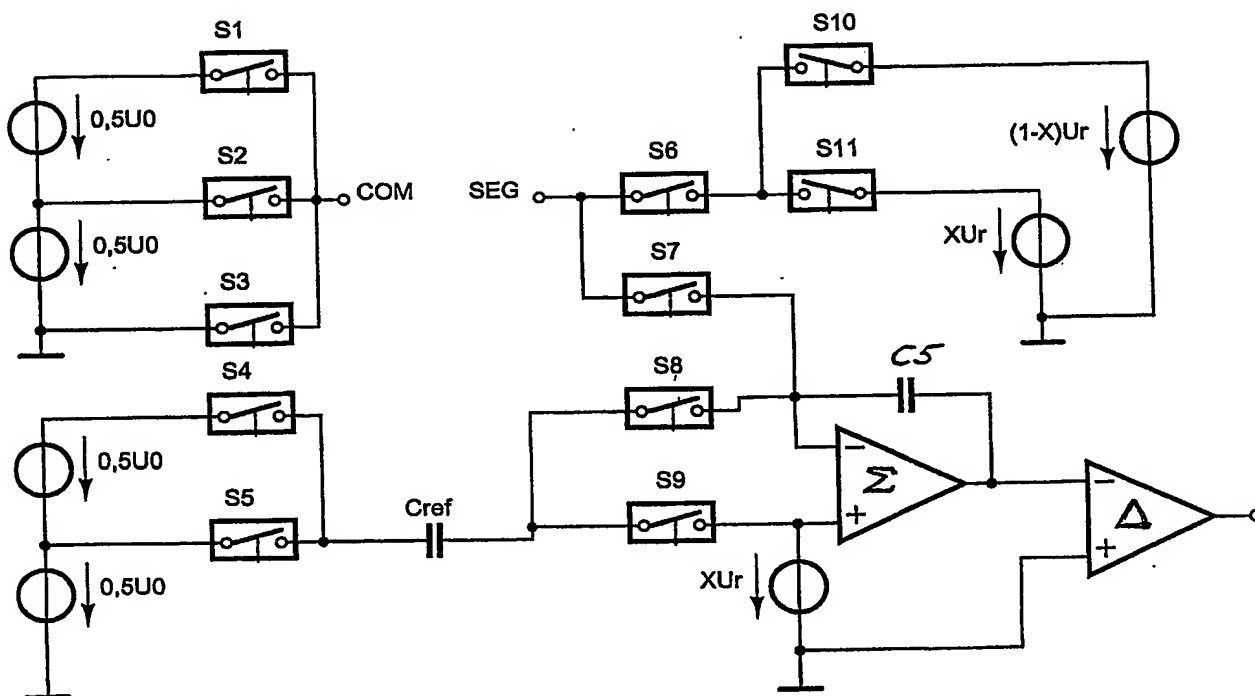 S1
0,5U0
S2
COM
0,5U0
S3
S4
0,5U0
S5
Cref
0,5U0
S10
(1-X)Ur
S6
S11
SEG
XUr
S7
S8
C5
S9
Σ
Δ
XUr
−
+
−
+